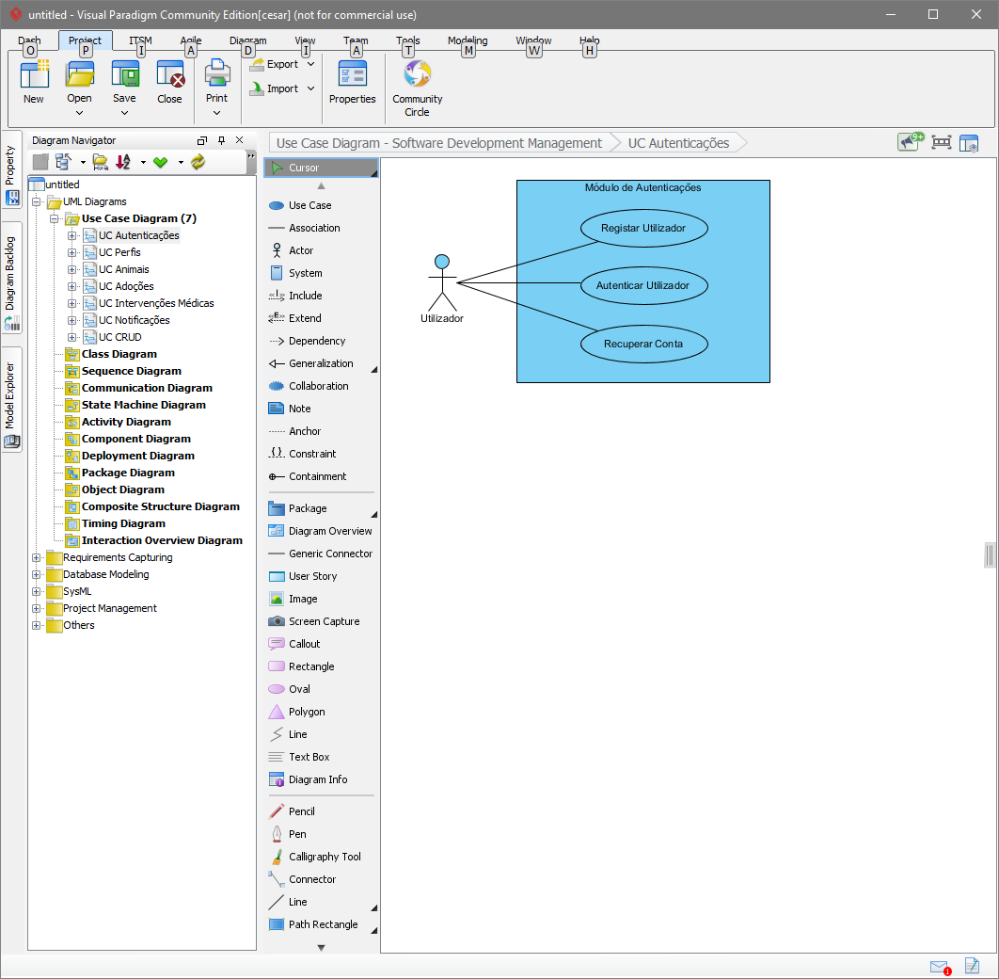 untitled - Visual Paradigm Community Edition[cesar] (not for commercial use)
Dash Project ITSM Agile Diagram View Team Tools Modeling Window Help
O P I A D I A T M W H
New Open Save Close Print Export Import Properties Community Circle
Property
Diagram Backlog
Model Explorer
Diagram Navigator
untitled
UML Diagrams
Use Case Diagram (7)
UC Autenticações
UC Perfis
UC Animais
UC Adoções
UC Intervenções Médicas
UC Notificações
UC CRUD
Class Diagram
Sequence Diagram
Communication Diagram
State Machine Diagram
Activity Diagram
Component Diagram
Deployment Diagram
Package Diagram
Object Diagram
Composite Structure Diagram
Timing Diagram
Interaction Overview Diagram
Requirements Capturing
Database Modeling
SysML
Project Management
Others
Cursor
Use Case
Association
Actor
System
Include
Extend
Dependency
Generalization
Collaboration
Note
Anchor
Constraint
Containment
Package
Diagram Overview
Generic Connector
User Story
Image
Screen Capture
Callout
Rectangle
Oval
Polygon
Line
Text Box
Diagram Info
Pencil
Pen
Calligraphy Tool
Connector
Line
Path Rectangle
Use Case Diagram - Software Development Management
UC Autenticações
9+
Módulo de Autenticações
Registar Utilizador
Autenticar Utilizador
Recuperar Conta
Utilizador
1